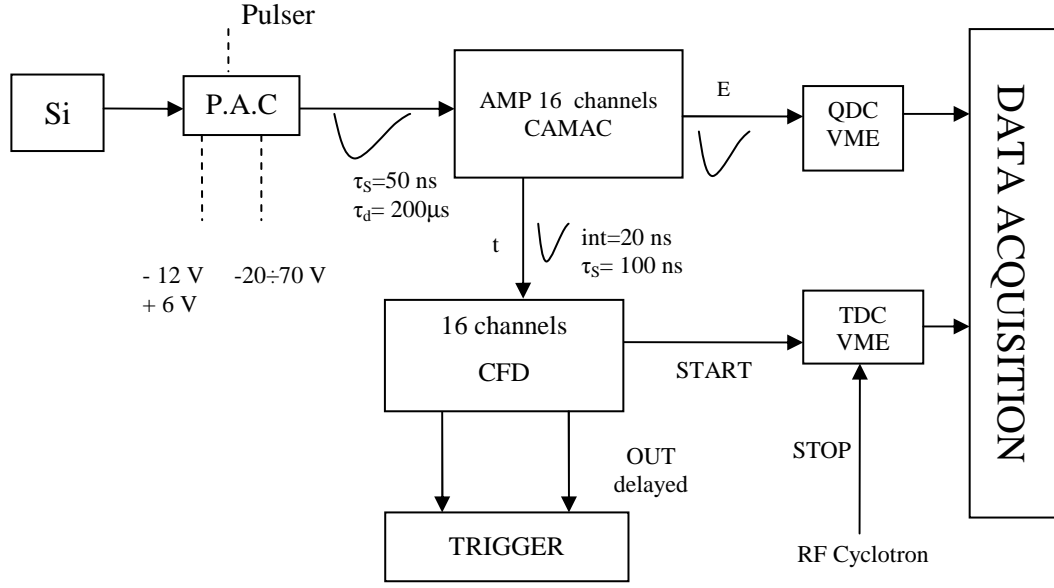 Pulser
Si
P.A.C
AMP 16 channels
CAMAC
E
QDC
VME
DATA ACQUISITION
τS=50 ns
τd= 200μs
t
int=20 ns
τS= 100 ns
- 12 V
+ 6 V
-20÷70 V
16 channels
CFD
START
TDC
VME
STOP
OUT
delayed
TRIGGER
RF Cyclotron